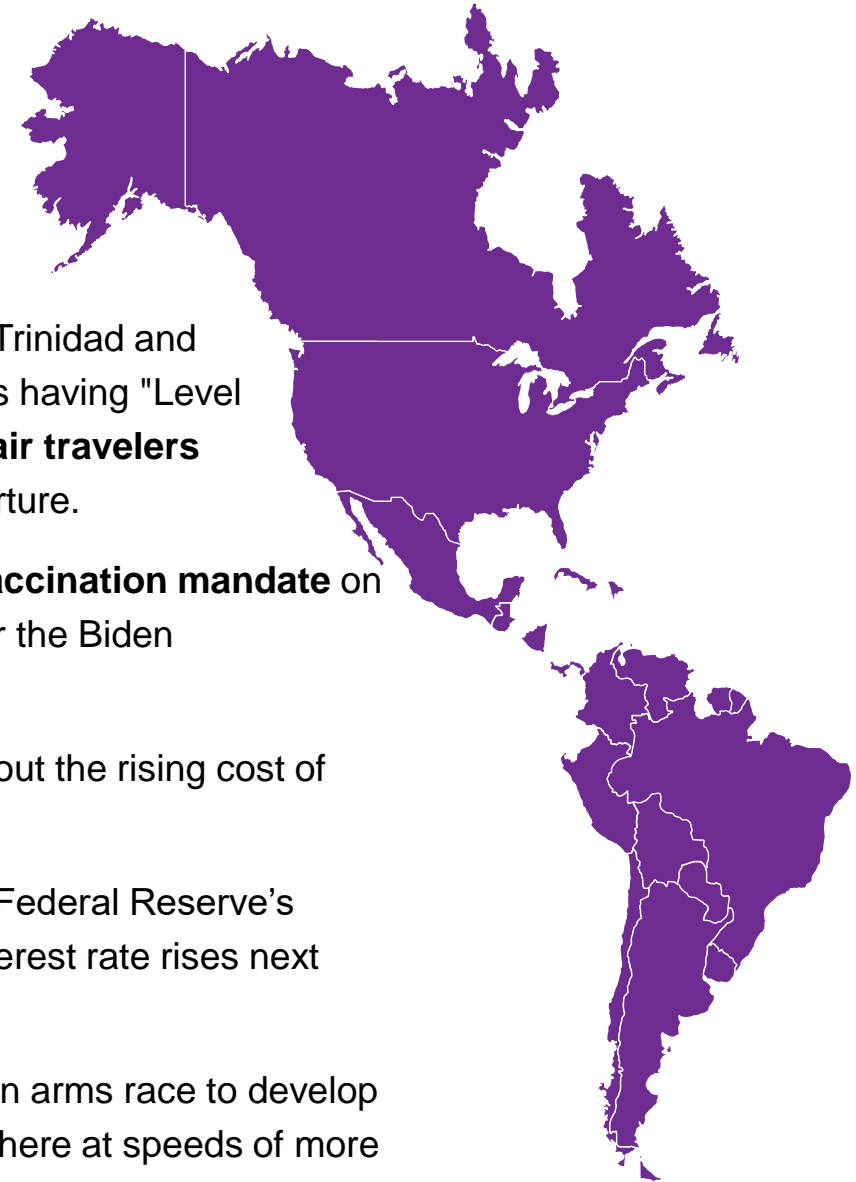 Trinidad and
s having "Level
air travelers
rture.
accination mandate on
r the Biden
out the rising cost of
Federal Reserve’s
erest rate rises next
n arms race to develop
here at speeds of more